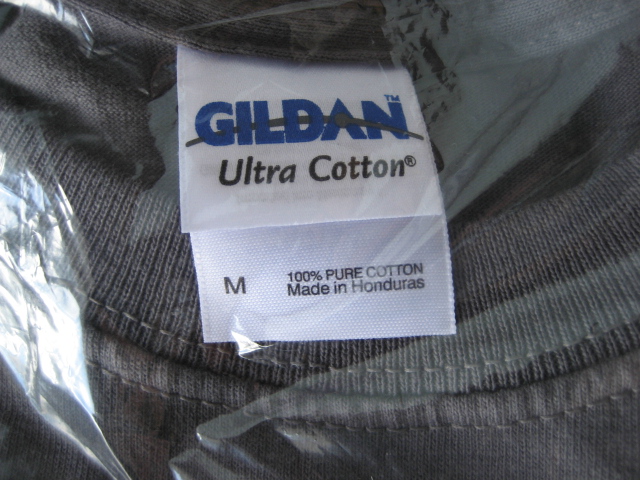 GILDAN™
Ultra Cotton®
M
100% PURE COTTON
Made in Honduras